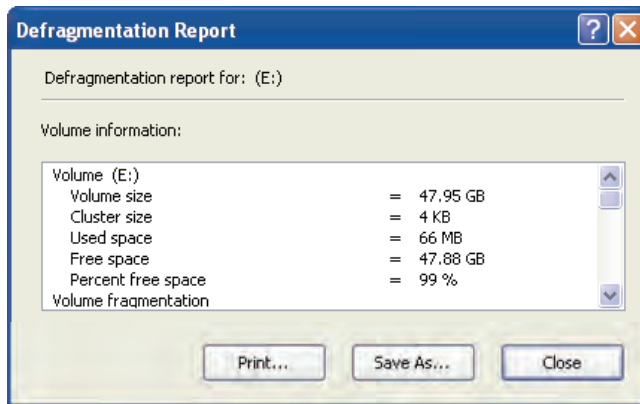 Defragmentation Report
Defragmentation report for: (E:)
Volume information:
Volume (E:)
Volume size = 47.95 GB
Cluster size = 4 KB
Used space = 66 MB
Free space = 47.88 GB
Percent free space = 99 %
Volume fragmentation
Print... Save As... Close